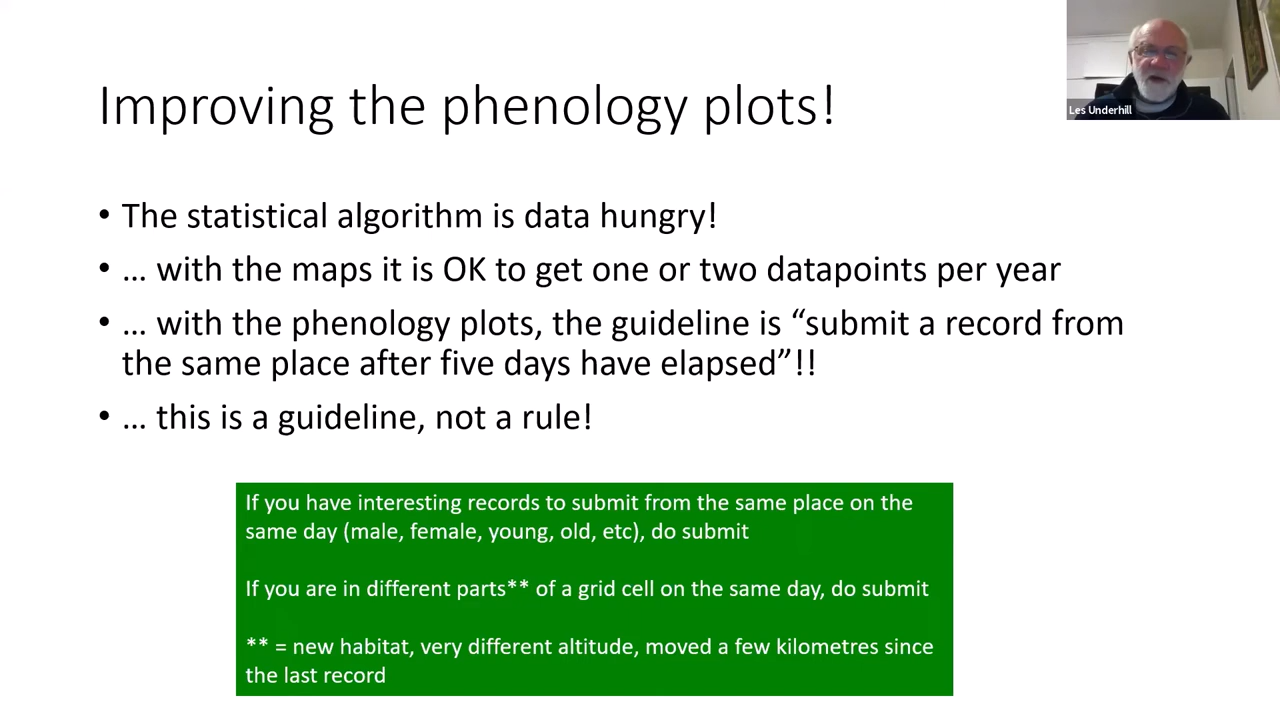 Improving the phenology plots!
Les Underhill
• The statistical algorithm is data hungry!
• … with the maps it is OK to get one or two datapoints per year
• … with the phenology plots, the guideline is “submit a record from
the same place after five days have elapsed”!!
• … this is a guideline, not a rule!
If you have interesting records to submit from the same place on the
same day (male, female, young, old, etc), do submit
If you are in different parts** of a grid cell on the same day, do submit
** = new habitat, very different altitude, moved a few kilometres since
the last record